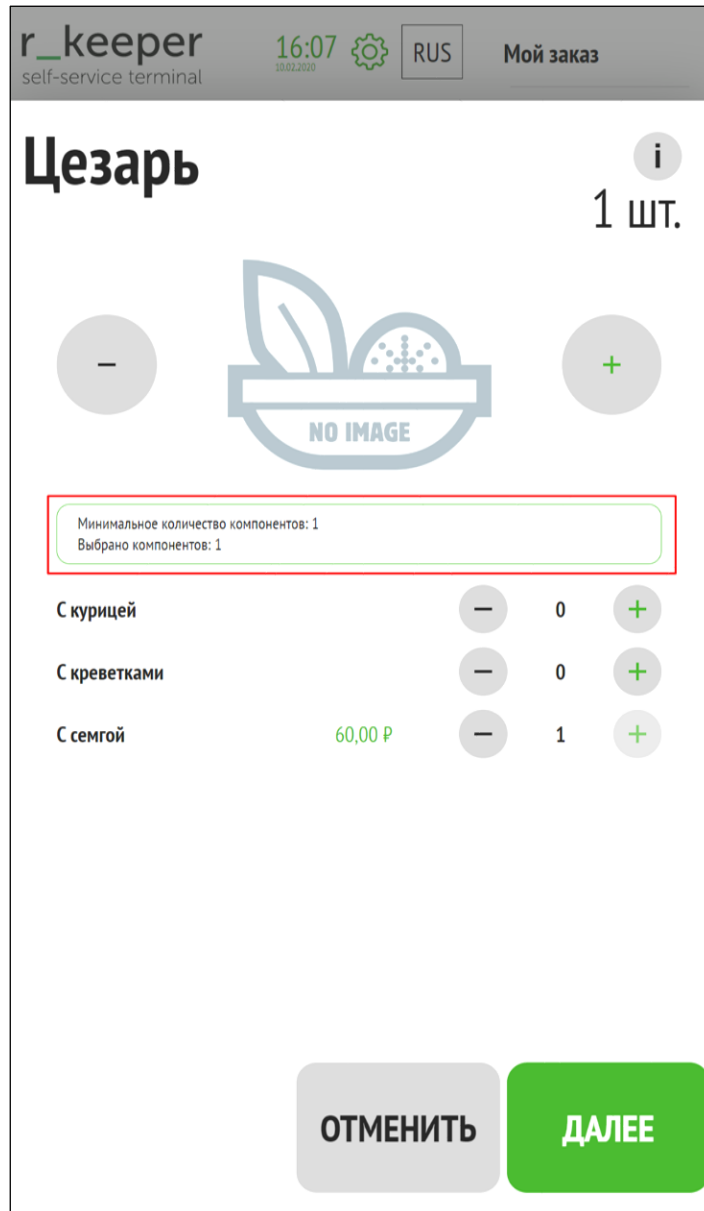 r_keeper
self-service terminal
16:07
10.02.2020
RUS
Мой заказ
Цезарь
i
1 шт.
−
NO IMAGE
+
Минимальное количество компонентов: 1
Выбрано компонентов: 1
С курицей − 0 +
С креветками − 0 +
С семгой 60,00 ₽ − 1 +
ОТМЕНИТЬ
ДАЛЕЕ